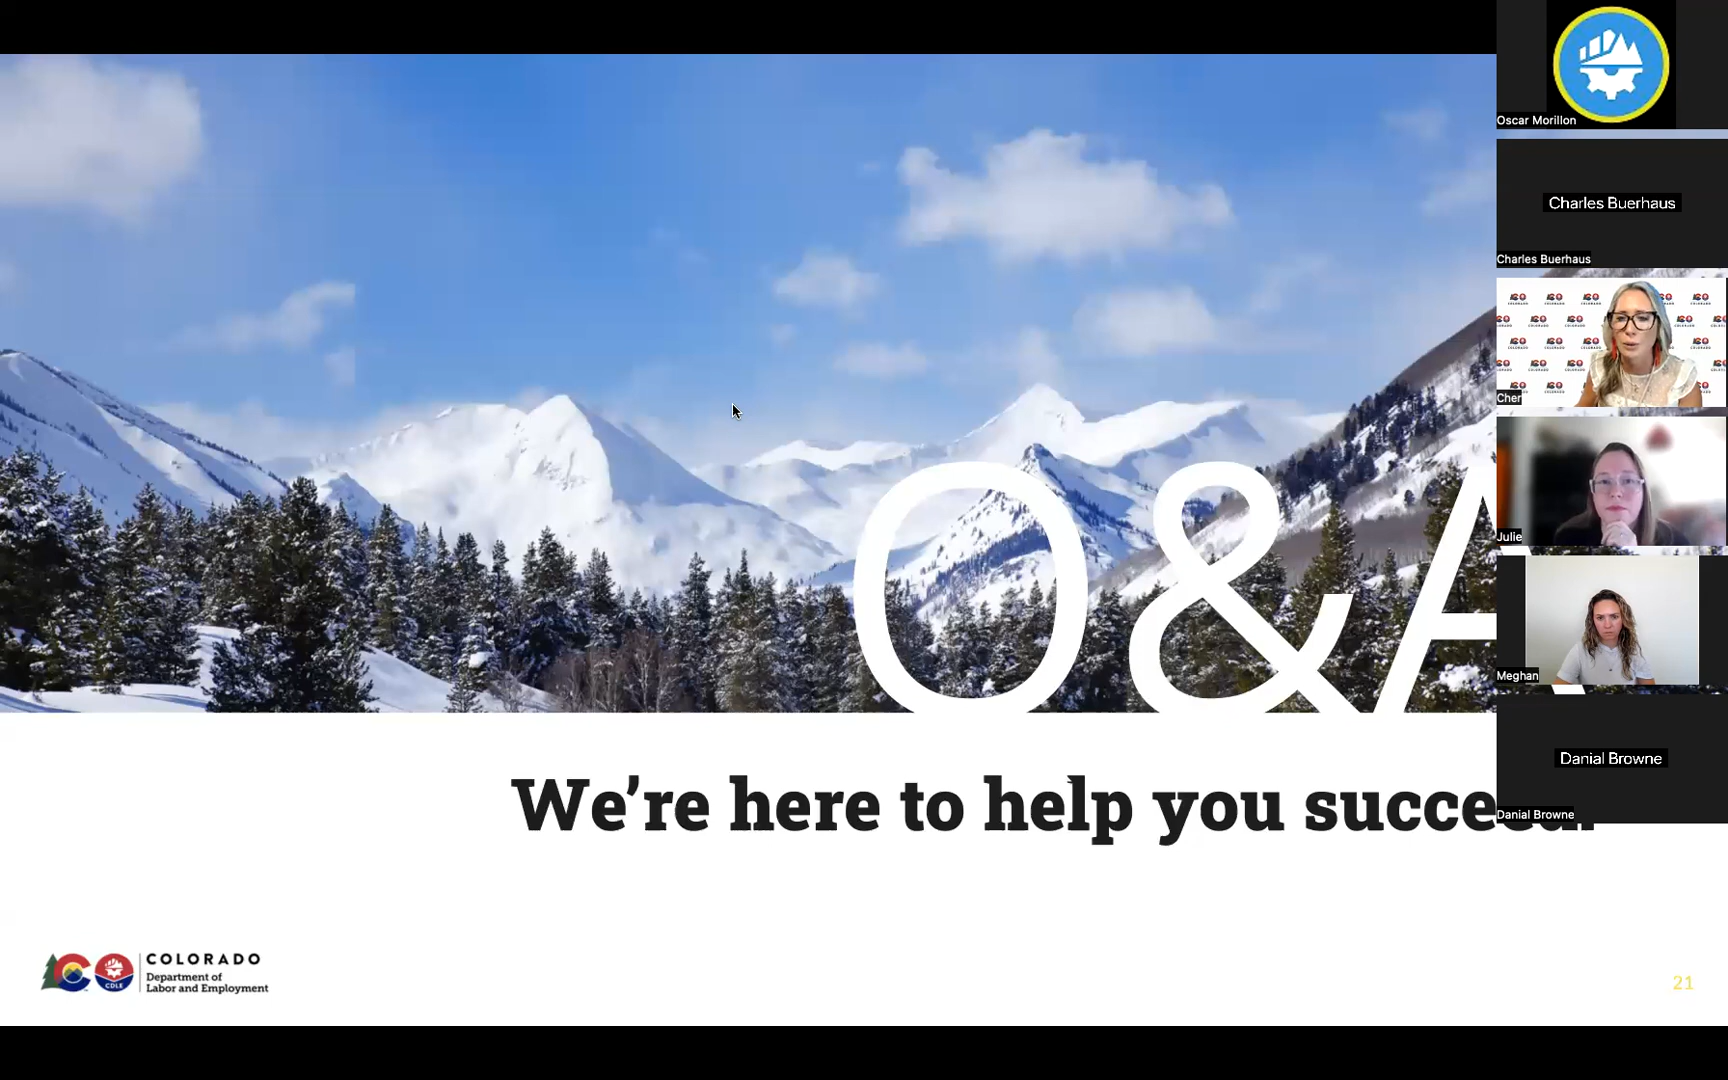 Q&A
We're here to help you succeed.
COLORADO
Department of
Labor and Employment
CDLE
21
Oscar Morillon
Charles Buerhaus
Charles Buerhaus
Cher
Julie
Meghan
Danial Browne
Danial Browne